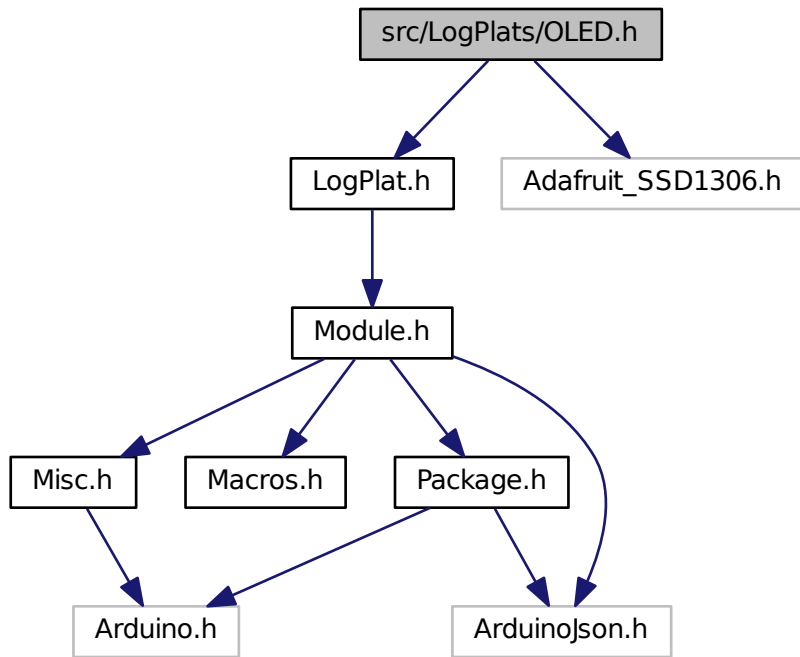 src/LogPlats/OLED.h
LogPlat.h
Adafruit_SSD1306.h
Module.h
Misc.h
Macros.h
Package.h
Arduino.h
ArduinoJson.h